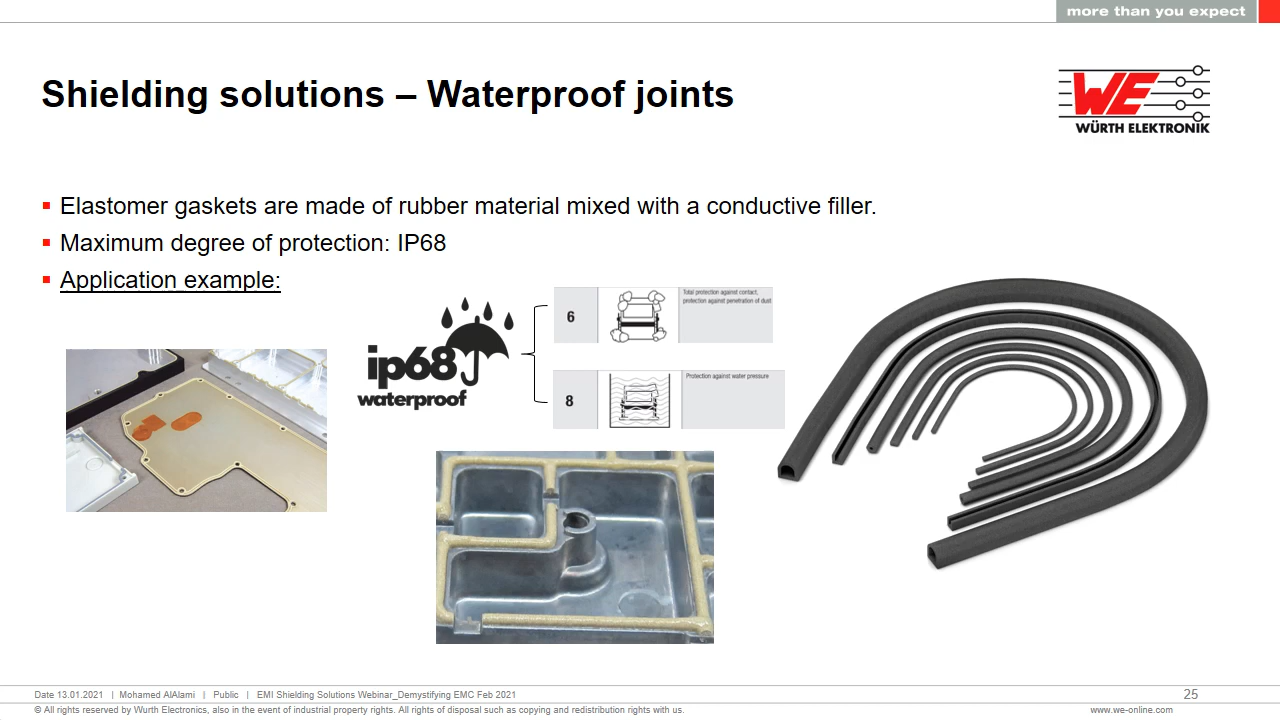 more than you expect
Shielding solutions – Waterproof joints
WE
WÜRTH ELEKTRONIK
Elastomer gaskets are made of rubber material mixed with a conductive filler.
Maximum degree of protection: IP68
Application example:
ip68
waterproof
6
Total protection against contact,
protection against penetration of dust
8
Protection against water pressure
Date 13.01.2021 | Mohamed AlAlami | Public | EMI Shielding Solutions Webinar_Demystifying EMC Feb 2021
25
© All rights reserved by Wurth Electronics, also in the event of industrial property rights. All rights of disposal such as copying and redistribution rights with us.
www.we-online.com